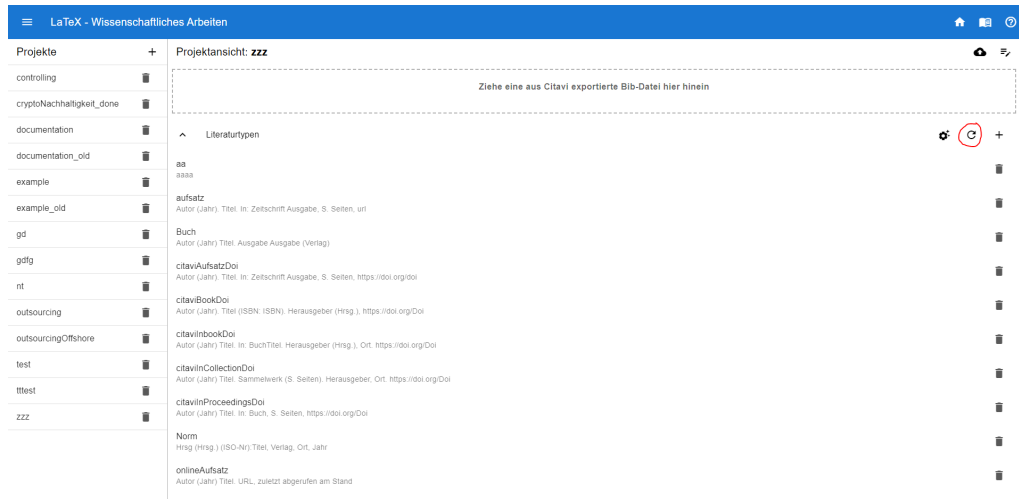 LaTeX - Wissenschaftliches Arbeiten
Projekte
controlling
cryptoNachhaltigkeit_done
documentation
documentation_old
example
example_old
gd
gdfg
nt
outsourcing
outsourcingOffshore
test
tttest
zzz
Projektansicht: zzz
Ziehe eine aus Citavi exportierte Bib-Datei hier hinein
Literaturtypen
aa
aaaa
aufsatz
Autor (Jahr). Titel. In: Zeitschrift Ausgabe, S. Seiten, url
Buch
Autor (Jahr) Titel. Ausgabe Ausgabe (Verlag)
citaviAufsatzDoi
Autor (Jahr). Titel. In: Zeitschrift Ausgabe, S. Seiten, https://doi.org/doi
citaviBookDoi
Autor (Jahr). Titel (ISBN: ISBN). Herausgeber (Hrsg.), https://doi.org/Doi
citaviInbookDoi
Autor (Jahr) Titel. In: BuchTitel. Herausgeber (Hrsg.), Ort. https://doi.org/Doi
citaviInCollectionDoi
Autor (Jahr) Titel. Sammelwerk (S. Seiten). Herausgeber, Ort. https://doi.org/Doi
citaviInProceedingsDoi
Autor (Jahr) Titel. In: Buch, S. Seiten, https://doi.org/Doi
Norm
Hrsg (Hrsg.) (ISO-Nr) Titel, Verlag, Ort, Jahr
onlineAufsatz
Autor (Jahr) Titel. URL, zuletzt abgerufen am Stand